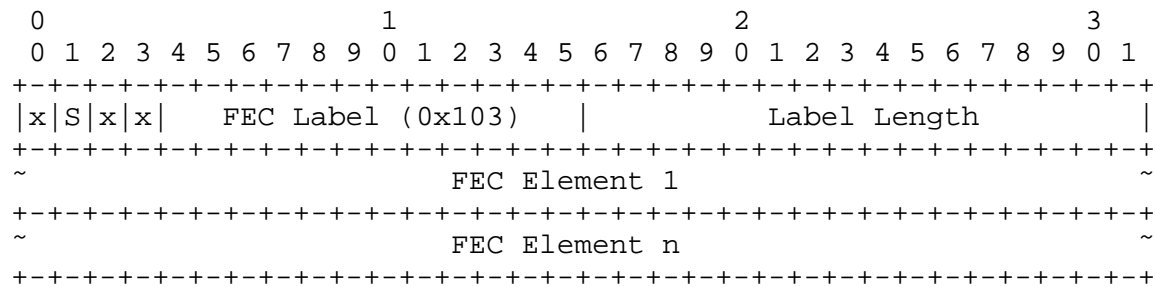 0                   1                   2                   3
 0 1 2 3 4 5 6 7 8 9 0 1 2 3 4 5 6 7 8 9 0 1 2 3 4 5 6 7 8 9 0 1
+-+-+-+-+-+-+-+-+-+-+-+-+-+-+-+-+-+-+-+-+-+-+-+-+-+-+-+-+-+-+-+-+
|x|S|x|x|   FEC Label (0x103)   |          Label Length         |
+-+-+-+-+-+-+-+-+-+-+-+-+-+-+-+-+-+-+-+-+-+-+-+-+-+-+-+-+-+-+-+-+
~                        FEC Element 1                          ~
+-+-+-+-+-+-+-+-+-+-+-+-+-+-+-+-+-+-+-+-+-+-+-+-+-+-+-+-+-+-+-+-+
~                        FEC Element n                          ~
+-+-+-+-+-+-+-+-+-+-+-+-+-+-+-+-+-+-+-+-+-+-+-+-+-+-+-+-+-+-+-+-+